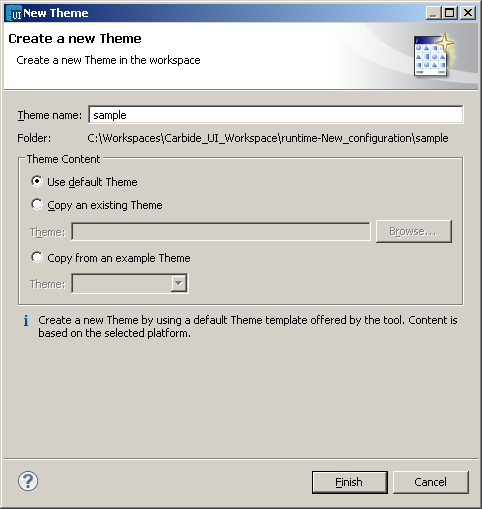 UI New Theme
Create a new Theme
Create a new Theme in the workspace
Theme name: sample
Folder: C:\Workspaces\Carbide_UI_Workspace\runtime-New_configuration\sample
Theme Content
Use default Theme
Copy an existing Theme
Theme: Browse...
Copy from an example Theme
Theme:
i Create a new Theme by using a default Theme template offered by the tool. Content is
based on the selected platform.
? Finish Cancel